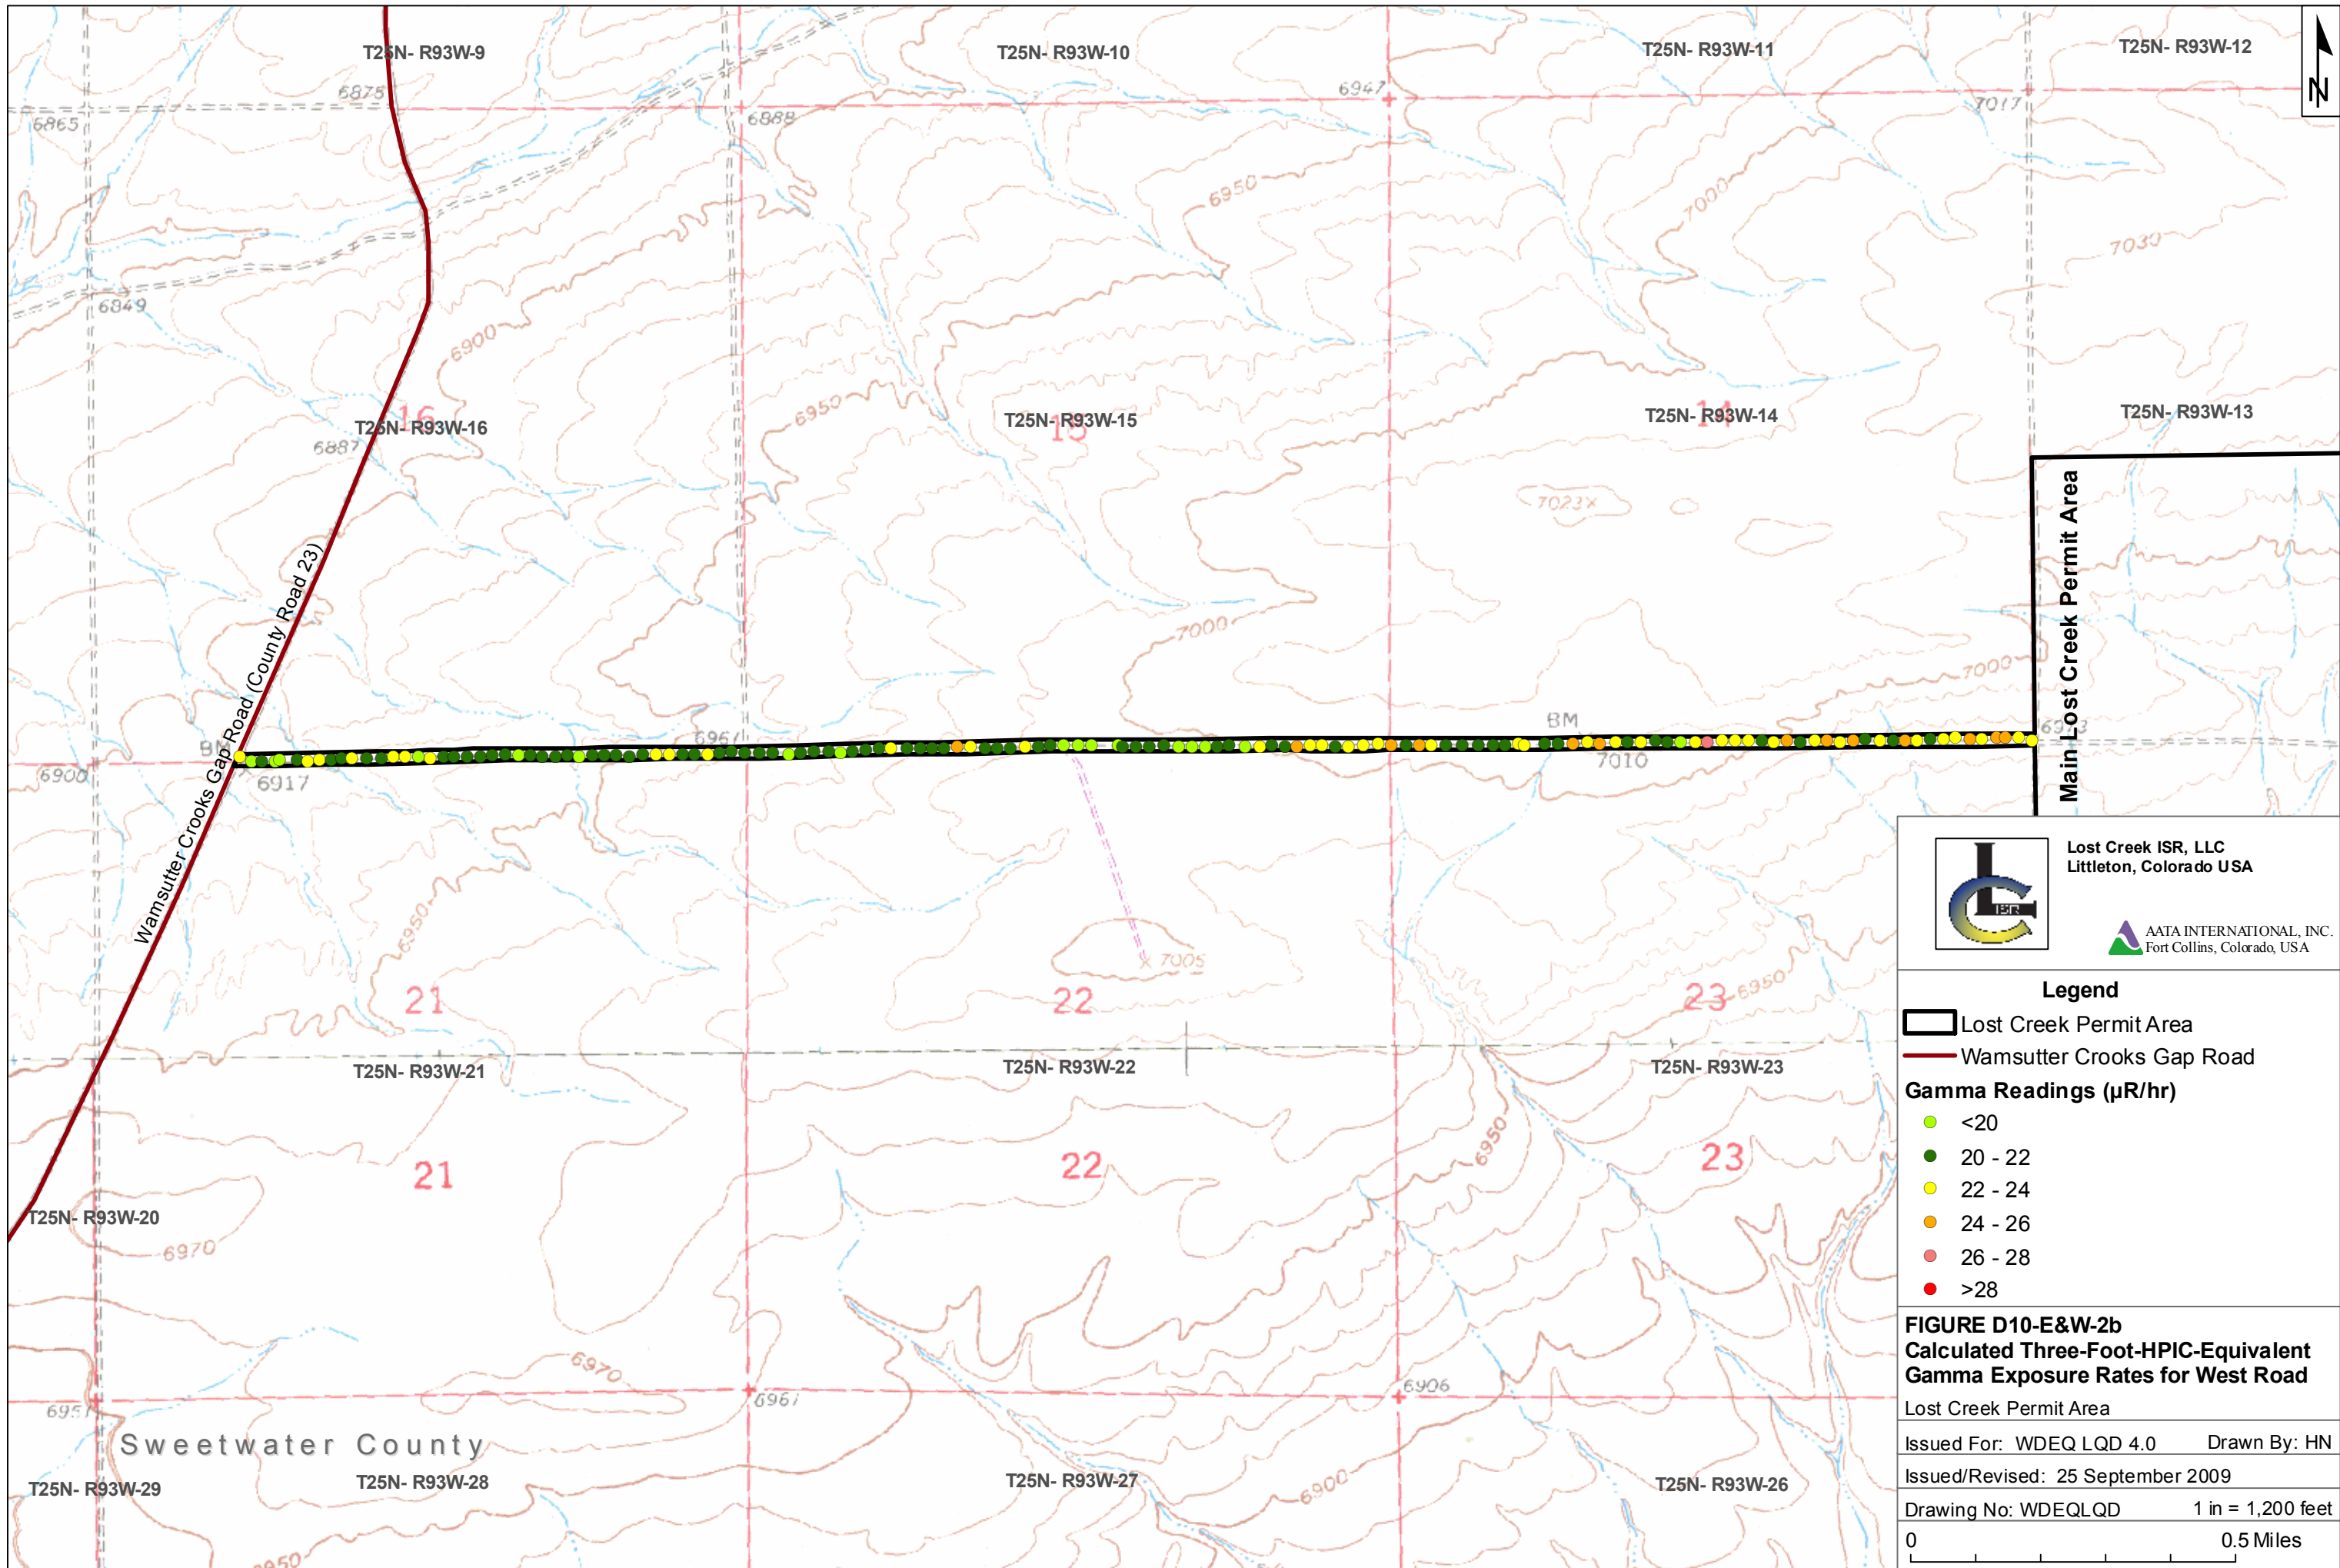 T25N- R93W-9
T25N- R93W-10
T25N- R93W-11
T25N- R93W-12
N
6875
6947
7017
6865
6888
6950
7000
7030
6849
6900
16
T25N- R93W-16
6887
6950
T25N- R93W-15
15
T25N- R93W-14
14
T25N- R93W-13
7023x
Main Lost Creek Permit Area
Wamsutter Crooks Gap Road (County Road 23)
7000
7000
BM
6961
BM
6900
6917
7010
6950
x 7005
21
22
23
6950
T25N- R93W-21
T25N- R93W-22
T25N- R93W-23
21
22
23
6950
T25N- R93W-20
6970
6970
6967
6906
Sweetwater County
T25N- R93W-29
T25N- R93W-28
T25N- R93W-27
T25N- R93W-26
6900
6950
LC ISR
Lost Creek ISR, LLC
Littleton, Colorado USA
AATA INTERNATIONAL, INC.
Fort Collins, Colorado, USA
Legend
Lost Creek Permit Area
Wamsutter Crooks Gap Road
Gamma Readings (µR/hr)
<20
20 - 22
22 - 24
24 - 26
26 - 28
>28
FIGURE D10-E&W-2b
Calculated Three-Foot-HPIC-Equivalent
Gamma Exposure Rates for West Road
Lost Creek Permit Area
Issued For: WDEQ LQD 4.0 Drawn By: HN
Issued/Revised: 25 September 2009
Drawing No: WDEQLQD 1 in = 1,200 feet
0 0.5 Miles